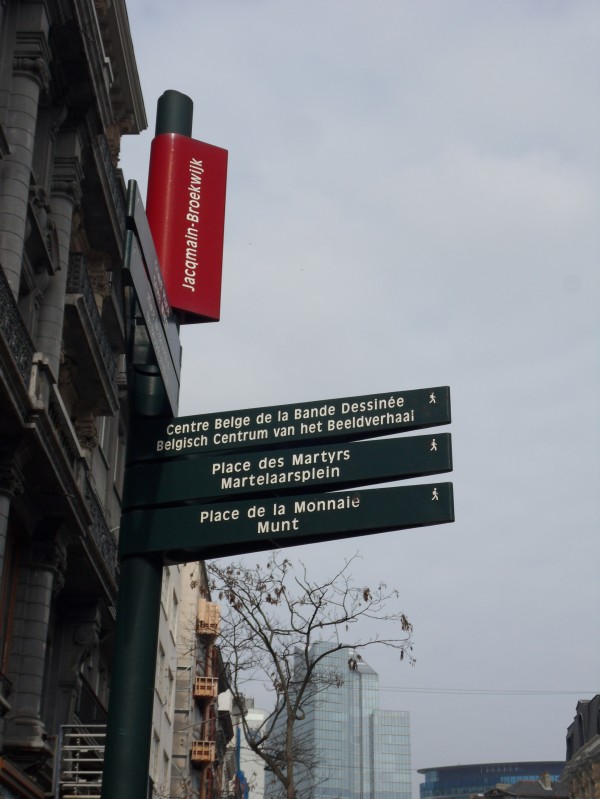 Jacqmain-Broekwijk
Centre Belge de la Bande Dessinée
Belgisch Centrum van het Beeldverhaal
Place des Martyrs
Martelaarsplein
Place de la Monnaie
Munt